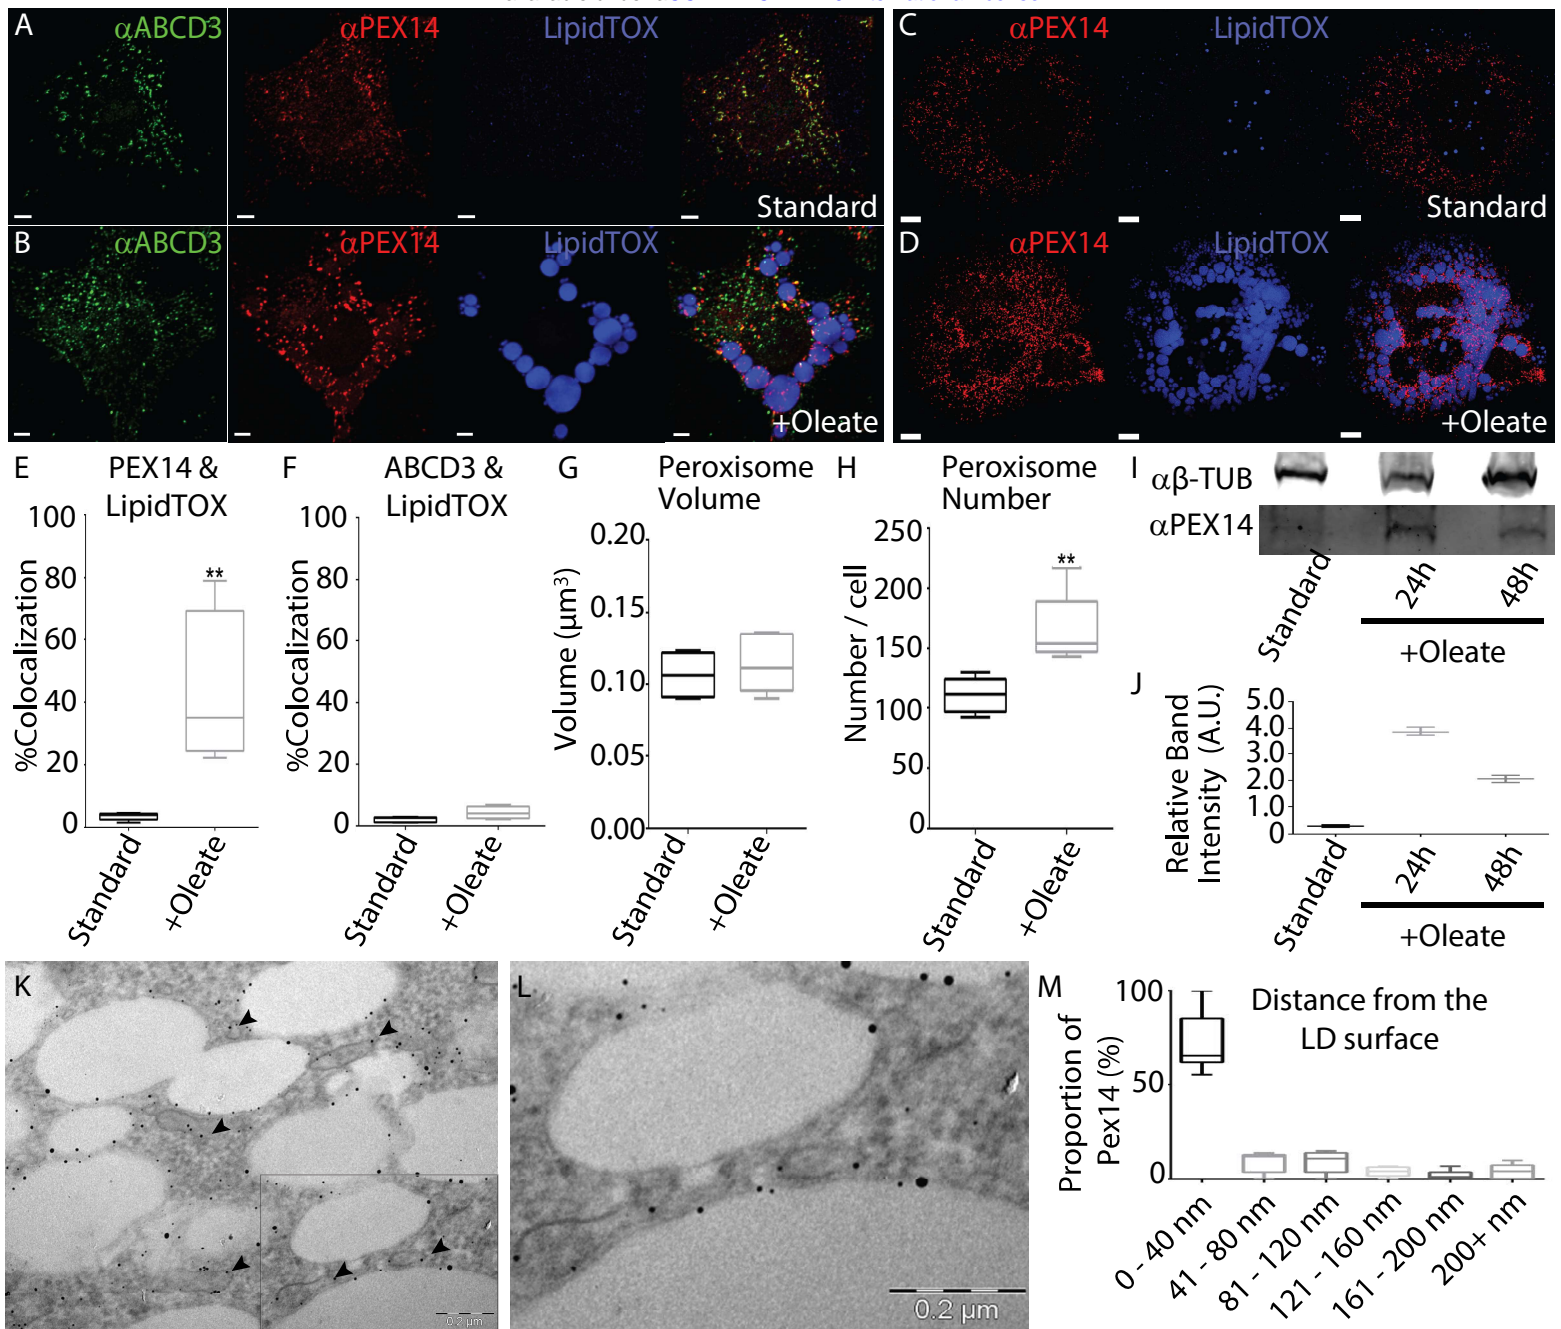 A
αABCD3
αPEX14
LipidTOX
Standard
C
αPEX14
LipidTOX
Standard
B
αABCD3
αPEX14
LipidTOX
+Oleate
D
αPEX14
LipidTOX
+Oleate
E
PEX14 &
LipidTOX
%Colocalization
100
80
60
40
20
0
**
Standard
+Oleate
F
ABCD3 &
LipidTOX
%Colocalization
100
80
60
40
20
0
Standard
+Oleate
G
Peroxisome
Volume
Volume (μm³)
0.20
0.15
0.10
0.05
0.00
Standard
+Oleate
H
Peroxisome
Number
Number / cell
250
200
150
100
50
0
**
Standard
+Oleate
I
αβ-TUB
αPEX14
Standard
24h
48h
+Oleate
J
Relative Band
Intensity (A.U.)
5.0
4.0
3.0
2.0
1.0
0
Standard
24h
48h
+Oleate
K
0.2 μm
L
0.2 μm
M
Distance from the
LD surface
Proportion of
Pex14 (%)
100
50
0
0 - 40 nm
41 - 80 nm
81 - 120 nm
121 - 160 nm
161 - 200 nm
200+ nm